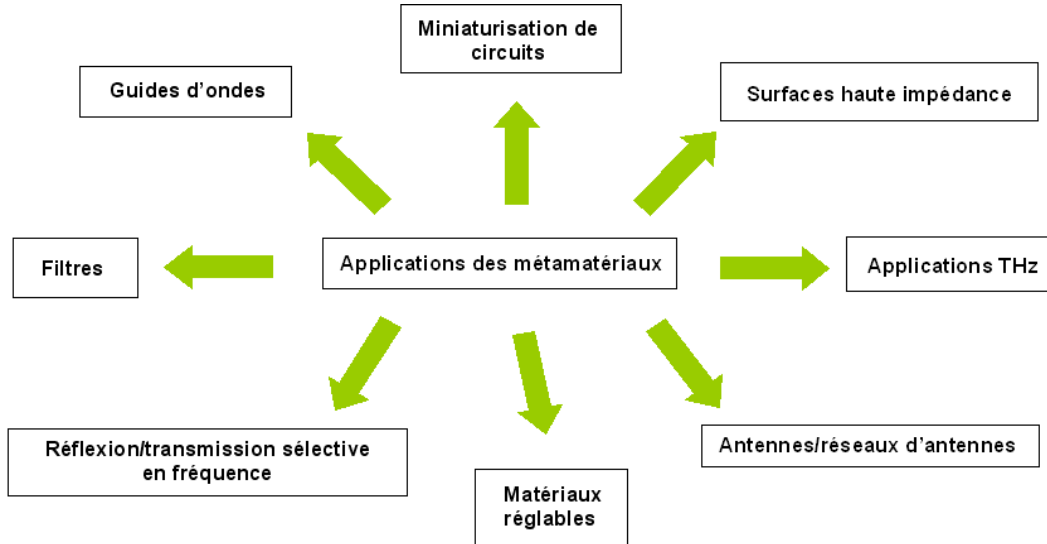 Miniaturisation de
circuits
Guides d'ondes
Surfaces haute impédance
Filtres
Applications des métamatériaux
Applications THz
Réflexion/transmission sélective
en fréquence
Antennes/réseaux d'antennes
Matériaux
réglables